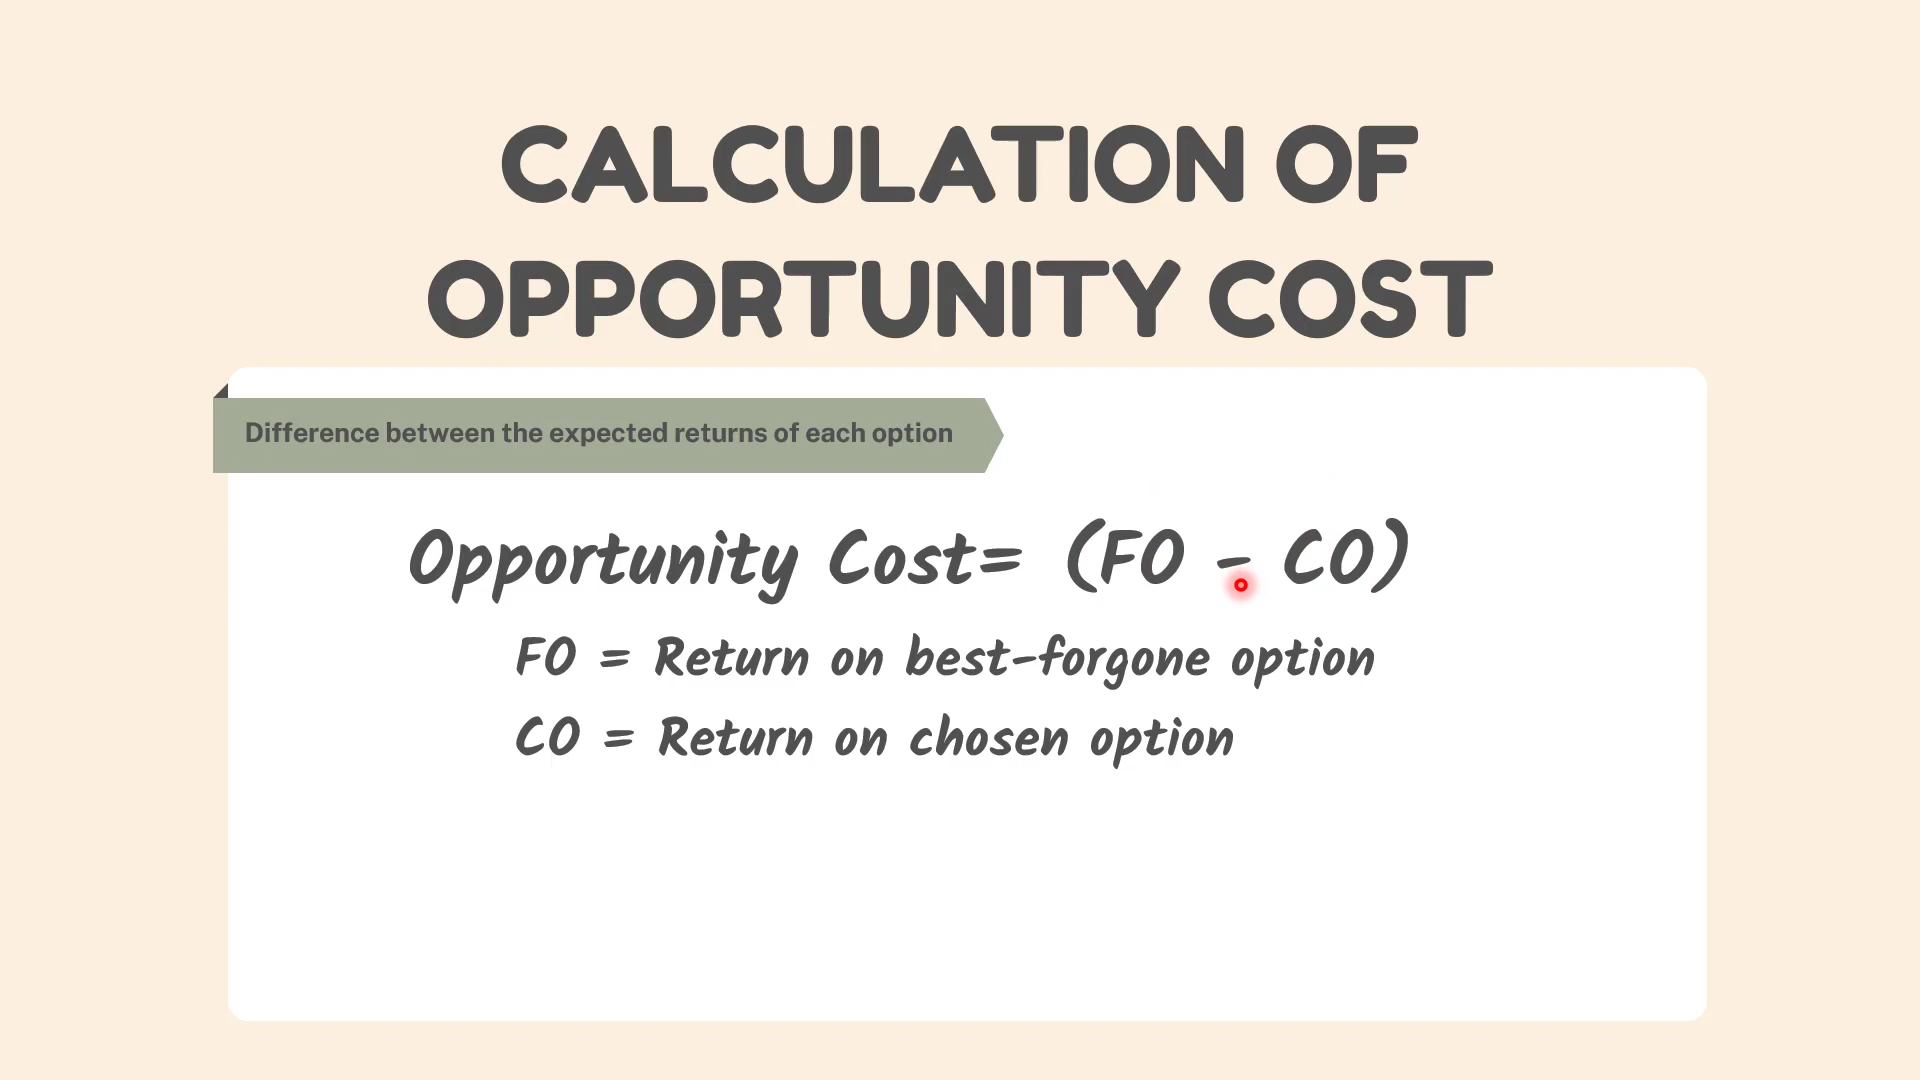 CALCULATION OF
OPPORTUNITY COST
Difference between the expected returns of each option
Opportunity Cost= (FO - CO)
FO = Return on best-forgone option
CO = Return on chosen option